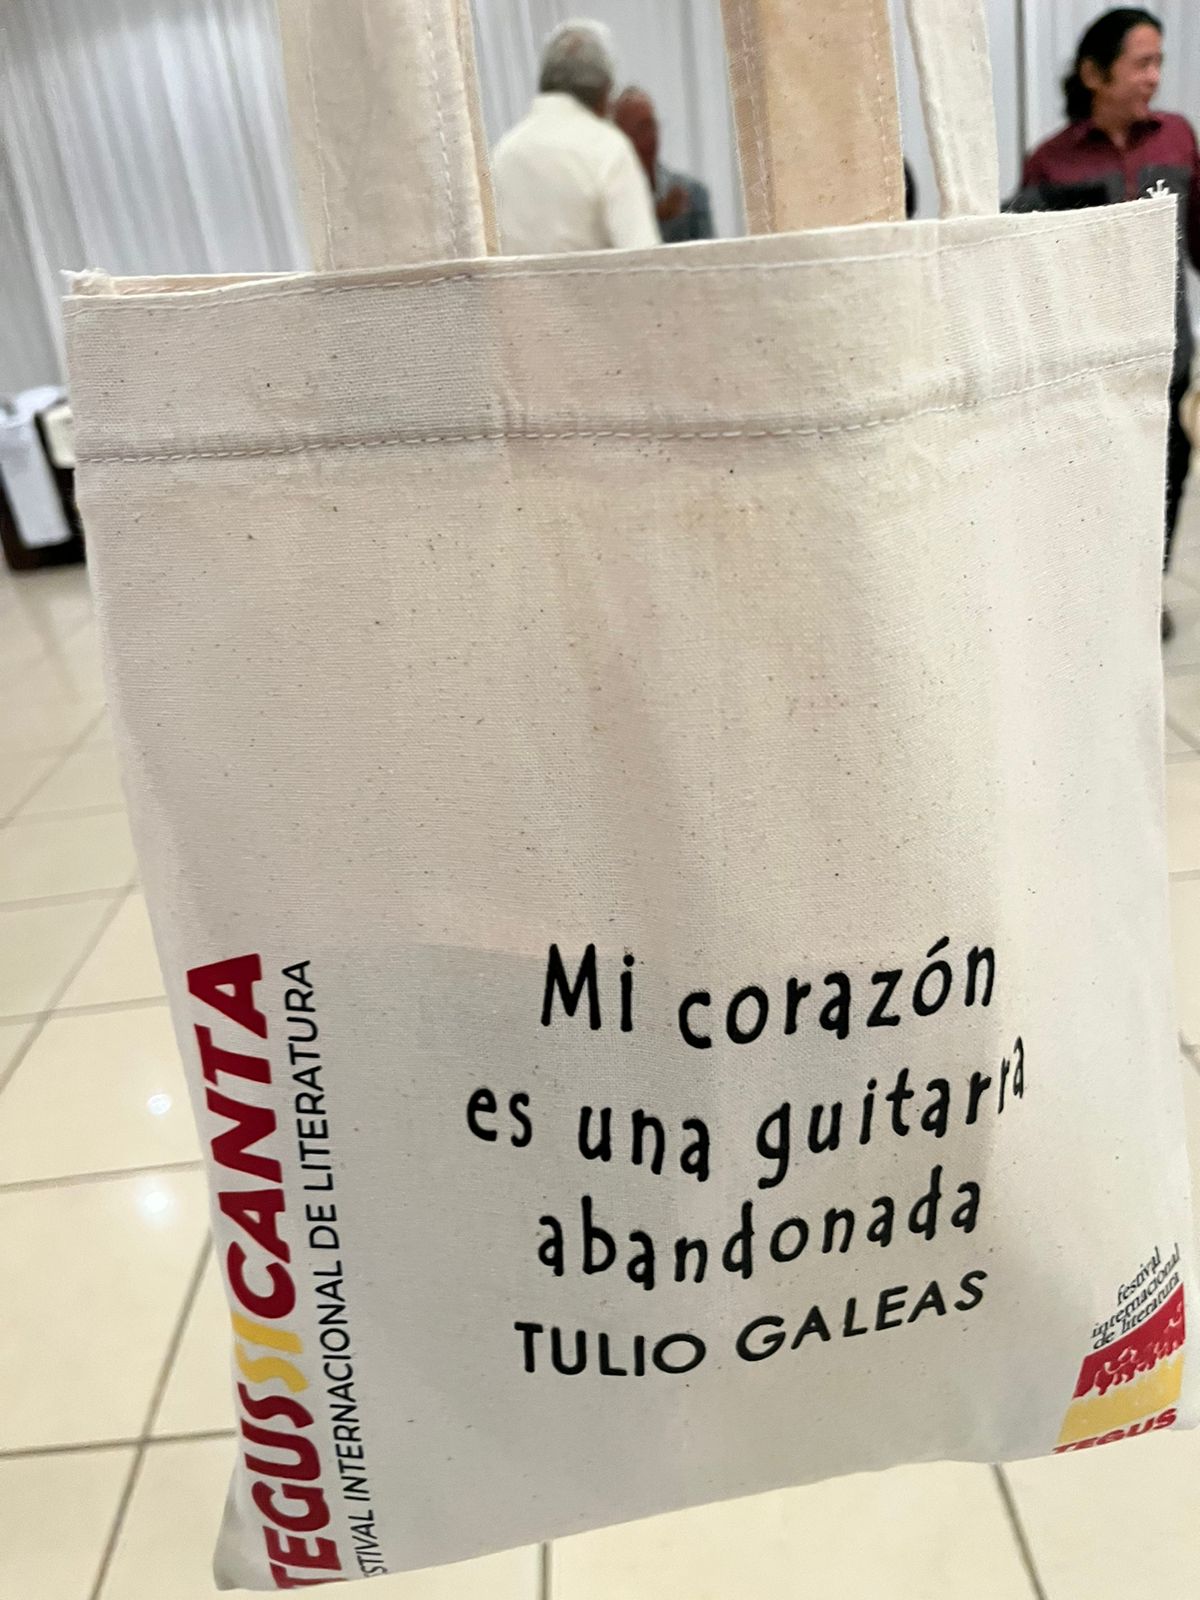 Mi corazón
es una guitarra
abandonada
TULIO GALEAS
TEGUSSICANTA
FESTIVAL INTERNACIONAL DE LITERATURA
festival
internacional
de literatura
TEGUS